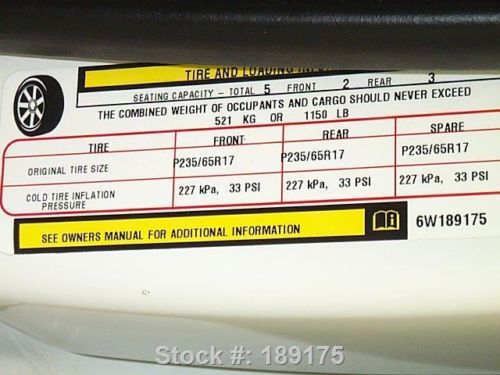 TIRE AND LOADING
SEATING CAPACITY - TOTAL 5 FRONT 2 REAR 3
THE COMBINED WEIGHT OF OCCUPANTS AND CARGO SHOULD NEVER EXCEED
521 KG OR 1150 LB
TIRE FRONT REAR SPARE
ORIGINAL TIRE SIZE P235/65R17 P235/65R17 P235/65R17
COLD TIRE INFLATION PRESSURE 227 kPa, 33 PSI 227 kPa, 33 PSI 227 kPa, 33 PSI
SEE OWNERS MANUAL FOR ADDITIONAL INFORMATION 6W189175
Stock #: 189175